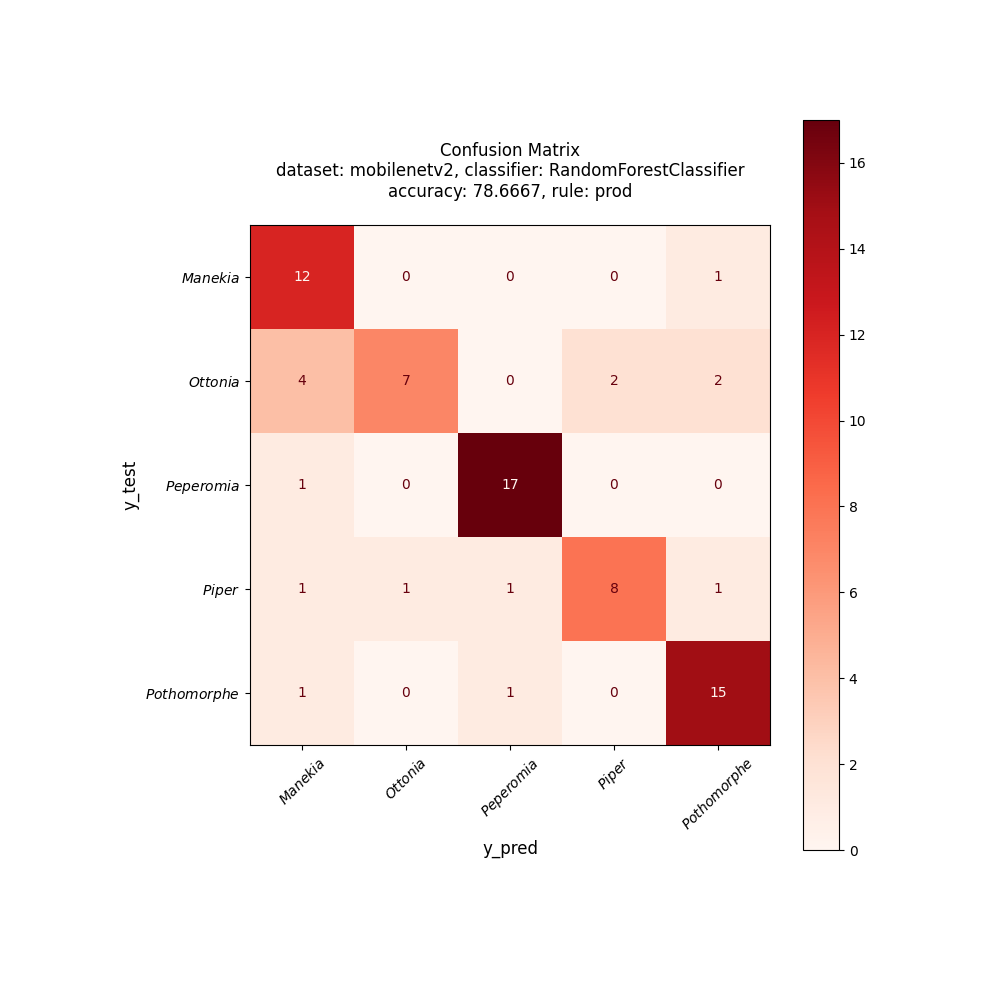 Confusion Matrix
dataset: mobilenetv2, classifier: RandomForestClassifier
accuracy: 78.6667, rule: prod
y_test
Manekia 12 0 0 0 1
Ottonia 4 7 0 2 2
Peperomia 1 0 17 0 0
Piper 1 1 1 8 1
Pothomorphe 1 0 1 0 15
Manekia Ottonia Peperomia Piper Pothomorphe
y_pred
16
14
12
10
8
6
4
2
0